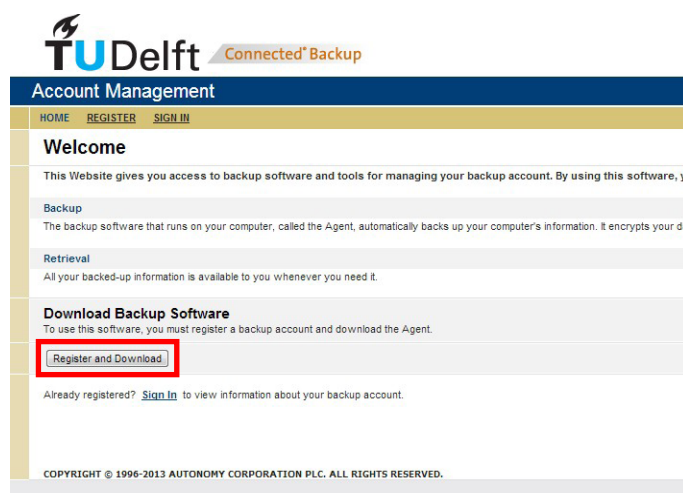 TUDelft Connected® Backup
Account Management
HOME REGISTER SIGN IN
Welcome
This Website gives you access to backup software and tools for managing your backup account. By using this software,
Backup
The backup software that runs on your computer, called the Agent, automatically backs up your computer's information. It encrypts your
Retrieval
All your backed-up information is available to you whenever you need it.
Download Backup Software
To use this software, you must register a backup account and download the Agent.
Register and Download
Already registered? Sign In to view information about your backup account.
COPYRIGHT © 1996-2013 AUTONOMY CORPORATION PLC. ALL RIGHTS RESERVED.